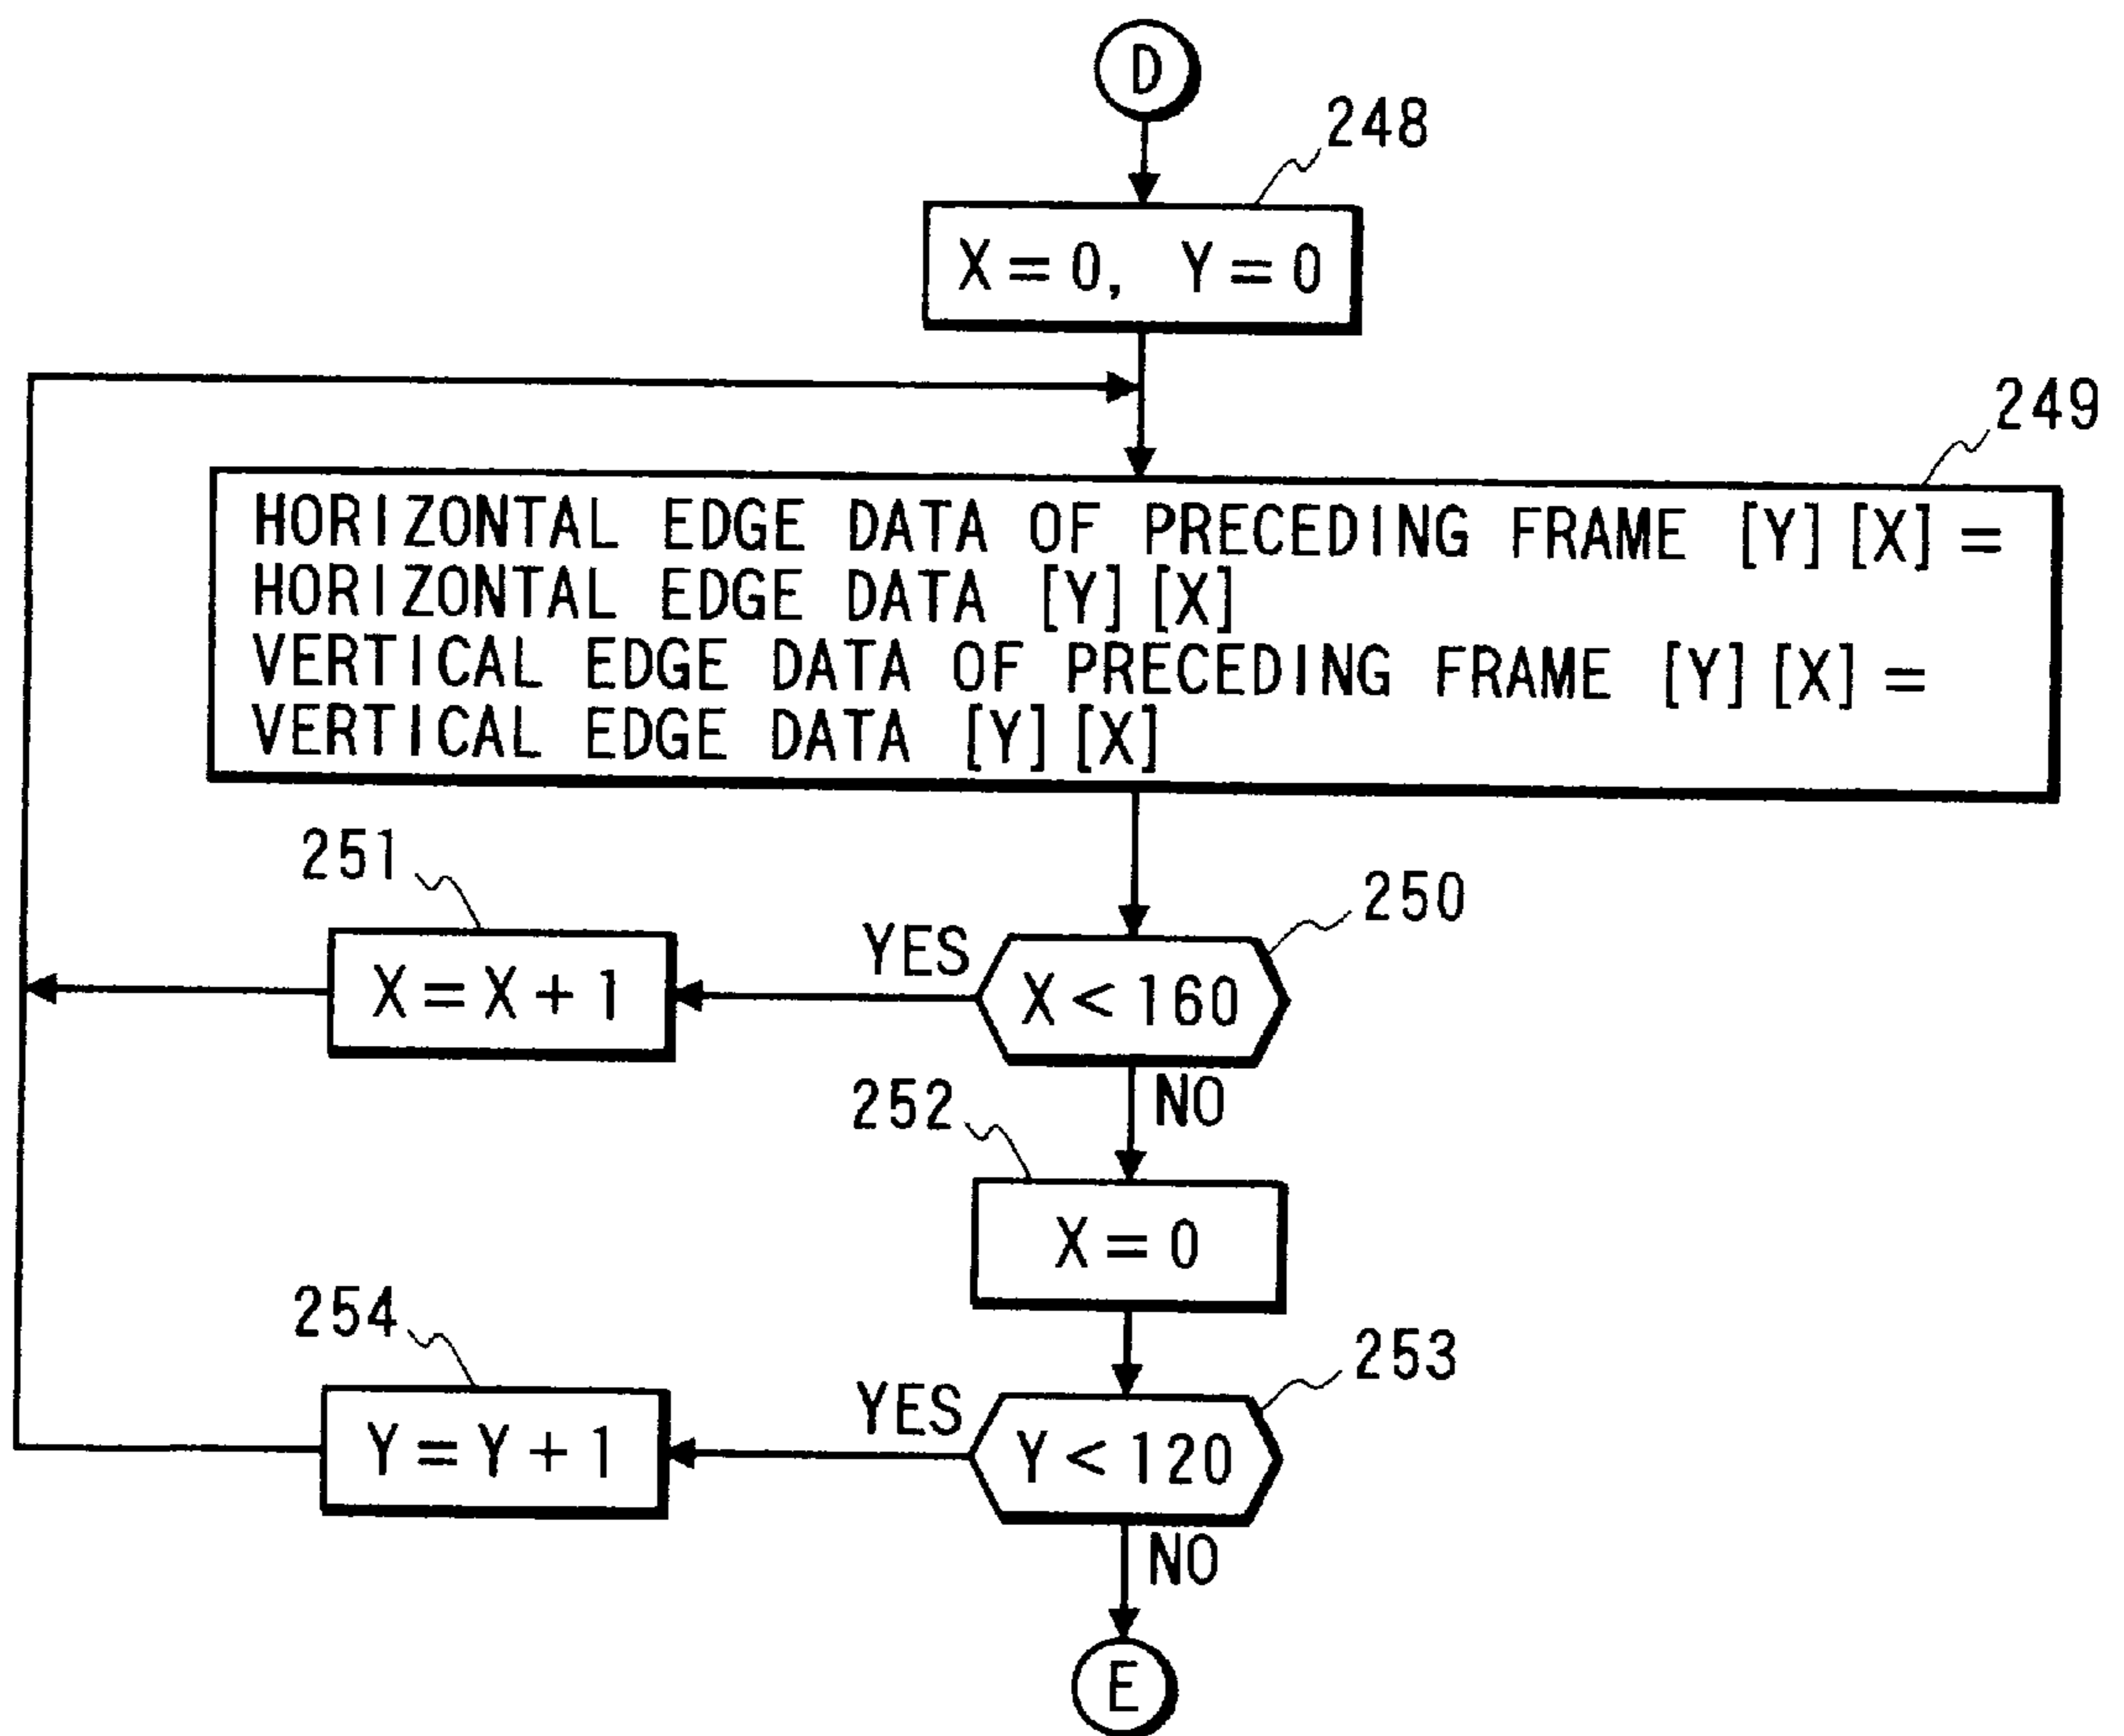 D
248
X=0, Y=0
249
HORIZONTAL EDGE DATA OF PRECEDING FRAME [Y][X]=
HORIZONTAL EDGE DATA [Y][X]
VERTICAL EDGE DATA OF PRECEDING FRAME [Y][X]=
VERTICAL EDGE DATA [Y][X]
251
250
X=X+1
YES
X<160
NO
252
X=0
254
253
Y=Y+1
YES
Y<120
NO
E